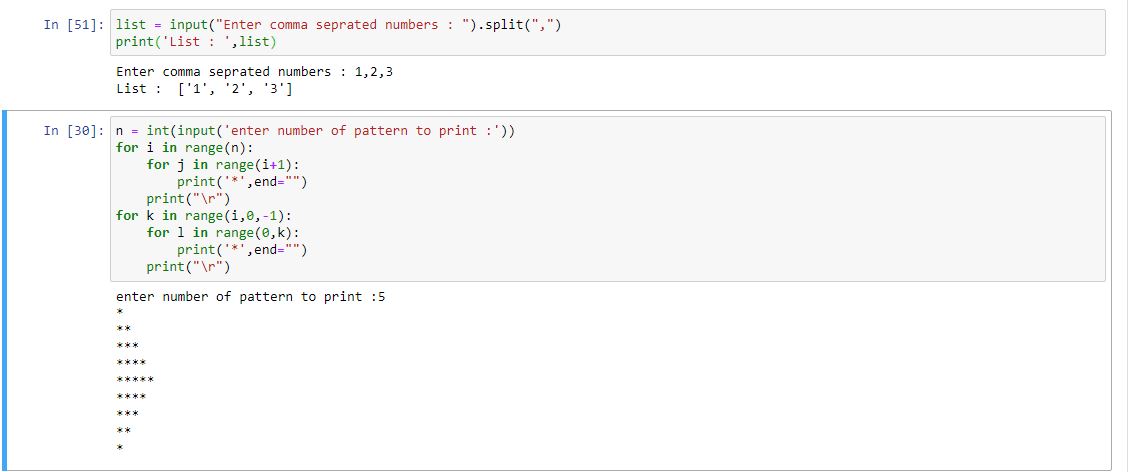 In [51]: list = input("Enter comma seprated numbers : ").split(",")
print('List : ',list)
Enter comma seprated numbers : 1,2,3
List :  ['1', '2', '3']
In [30]: n = int(input('enter number of pattern to print :'))
for i in range(n):
    for j in range(i+1):
        print('*',end="")
    print("\r")
for k in range(i,0,-1):
    for l in range(0,k):
        print('*',end="")
    print("\r")
enter number of pattern to print :5
*
**
***
****
*****
****
***
**
*